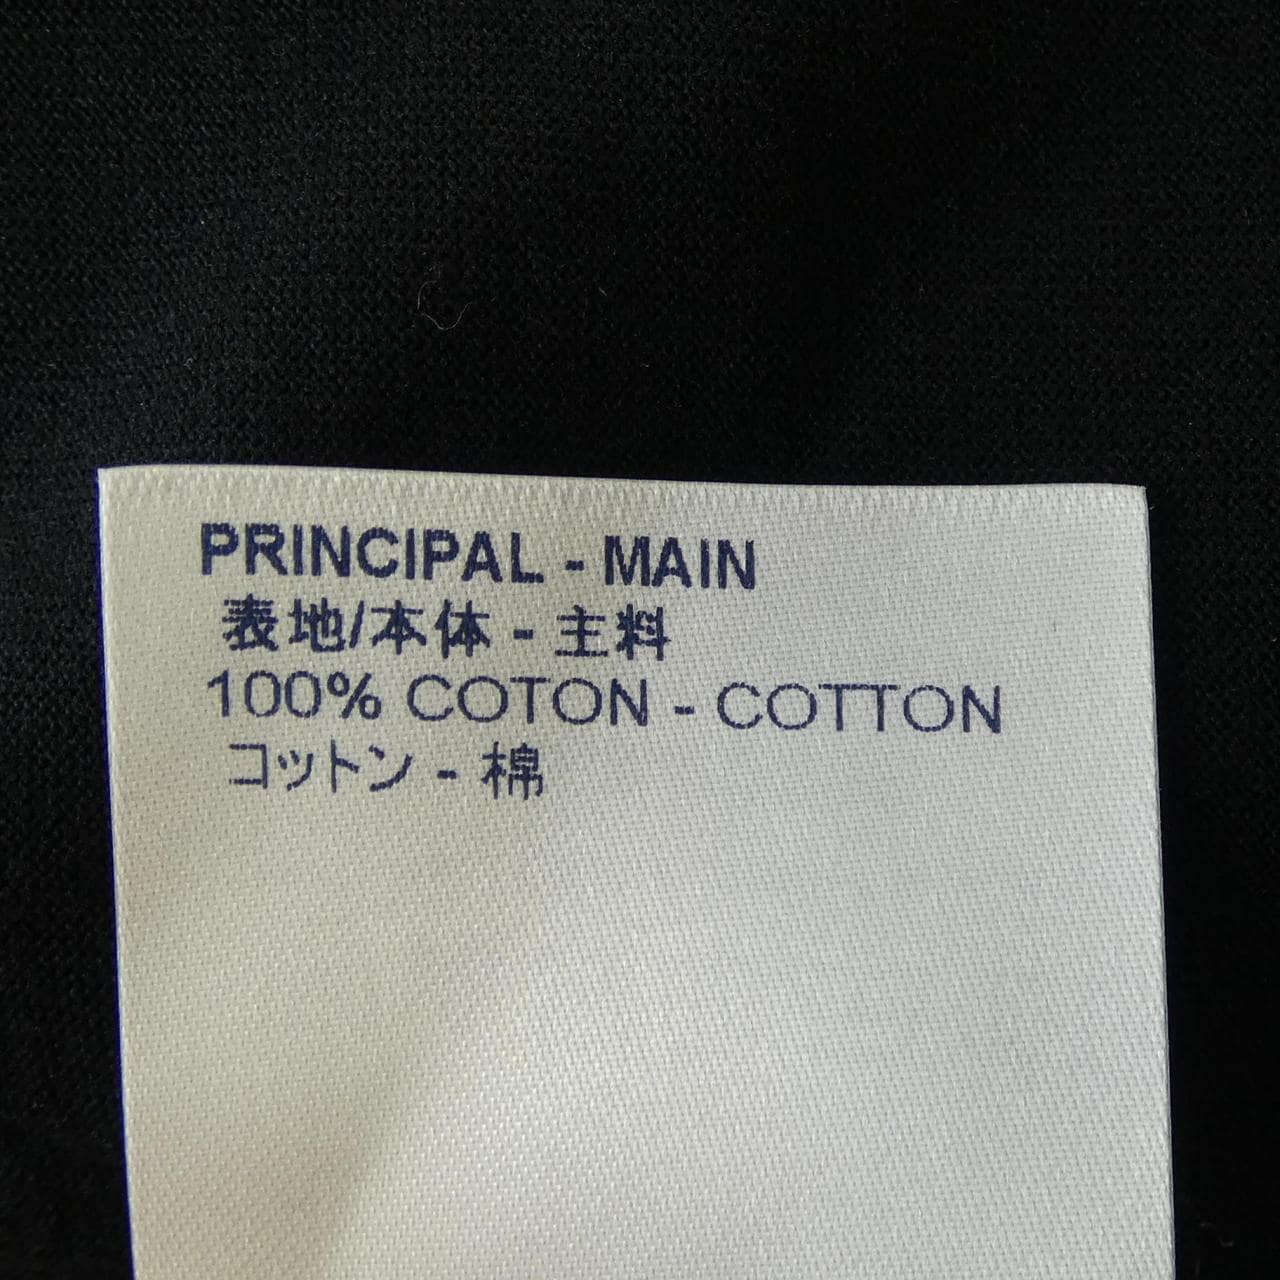 PRINCIPAL - MAIN
表地/本体 - 主料
100% COTON - COTTON
コットン - 棉